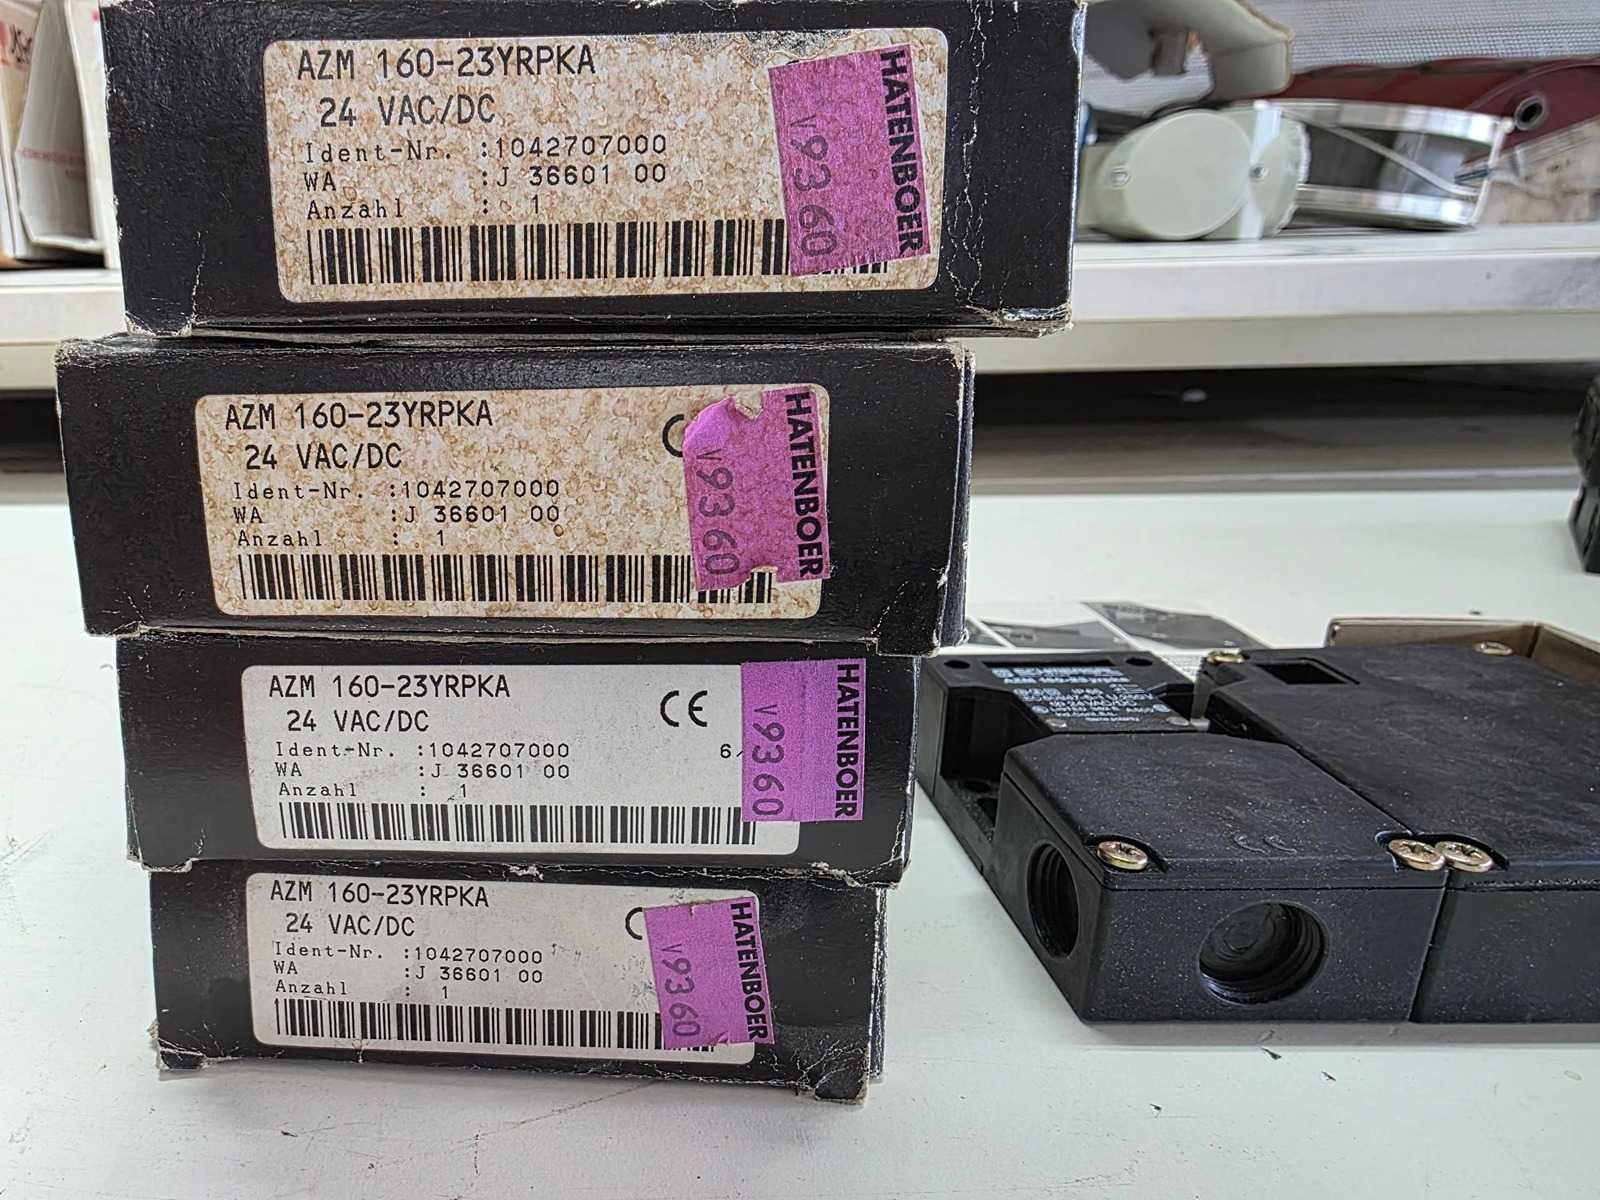 AZM 160-23YRPKA
24 VAC/DC
Ident-Nr. :1042707000
WA :J 36601 00
Anzahl : 1
HATENBOER
v9360
AZM 160-23YRPKA
24 VAC/DC
Ident-Nr. :1042707000
WA :J 36601 00
Anzahl : 1
HATENBOER
v9360
AZM 160-23YRPKA
24 VAC/DC
CE
Ident-Nr. :1042707000
6/
WA :J 36601 00
Anzahl : 1
HATENBOER
v9360
AZM 160-23YRPKA
24 VAC/DC
Ident-Nr. :1042707000
WA :J 36601 00
Anzahl : 1
HATENBOER
v9360